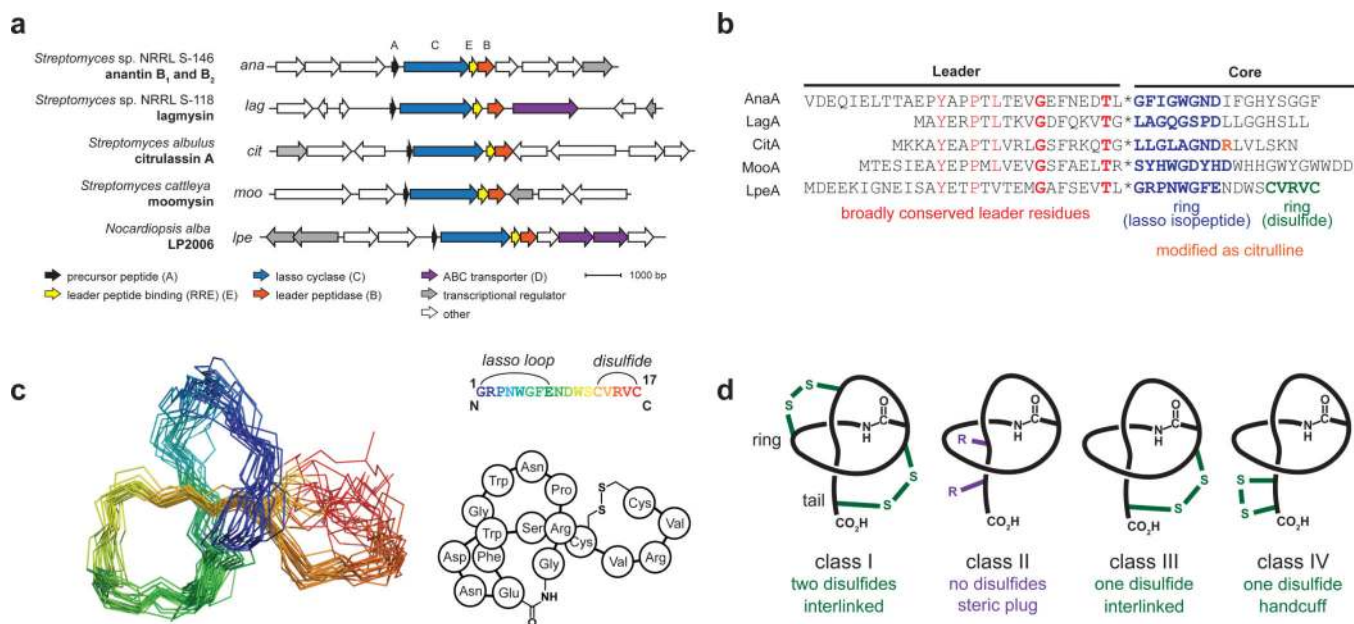 a
A C E B
Streptomyces sp. NRRL S-146
anantin B1 and B2
ana
Streptomyces sp. NRRL S-118
lagmysin
lag
Streptomyces albulus
citrulassin A
cit
Streptomyces cattleya
moomysin
moo
Nocardiopsis alba
LP2006
lpe
precursor peptide (A)
lasso cyclase (C)
ABC transporter (D)
1000 bp
leader peptide binding (RRE) (E)
leader peptidase (B)
transcriptional regulator
other
b
Leader Core
AnaA VDEQIELTTAEPYAPPTLTEVGEFNEDTL*GFIGWGNDIFGHYSGGF
LagA MAYERPTLTKVGDFQKVTG*LAGQGSPDLLGGHSLL
CitA MKKAYEAPTLVRLGSFRKQTG*LLGLAGNDRLVLSKN
MooA MTESIEAYEPPMLVEVGEFAELTR*SYHWGDYHDWHHGWYGWWDD
LpeA MDEEKIGNEISAYETPTVTEMGAFSEVTL*GRPNWGFENDWSCVRVC
broadly conserved leader residues
ring
(lasso isopeptide)
ring
(disulfide)
modified as citrulline
c
lasso loop disulfide
1 17
GRPNWGFENDWSCVRVC
N C
Asn
Trp Pro
Gly Ser Arg Cys
Trp Cys Val
Asp Phe Gly Val Arg
Asn Glu
NH
O
S
S
d
ring
tail
S
S
N
H
C
O
S
S
CO2H
R
R
N
H
C
O
CO2H
N
H
C
O
S
S
CO2H
N
H
C
O
S
S
CO2H
class I
two disulfides
interlinked
class II
no disulfides
steric plug
class III
one disulfide
interlinked
class IV
one disulfide
handcuff